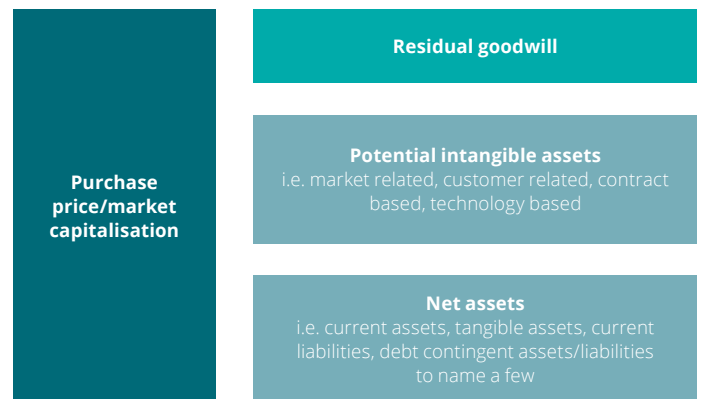 Purchase
price/market
capitalisation
Residual goodwill
Potential intangible assets
i.e. market related, customer related, contract
based, technology based
Net assets
i.e. current assets, tangible assets, current
liabilities, debt contingent assets/liabilities
to name a few